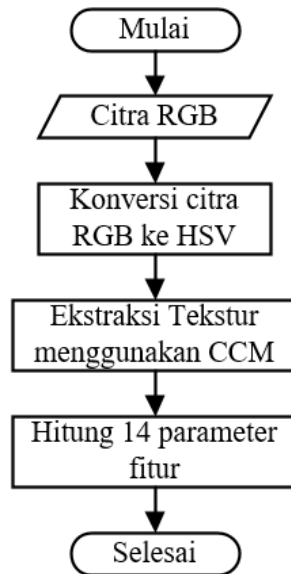 Mulai
Citra RGB
Konversi citra
RGB ke HSV
Ekstraksi Tekstur
menggunakan CCM
Hitung 14 parameter
fitur
Selesai